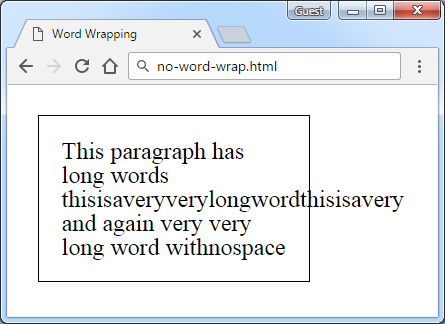 Guest
Word Wrapping
no-word-wrap.html
This paragraph has
long words
thisisaveryverylongwordthisisavery
and again very very
long word withnospace